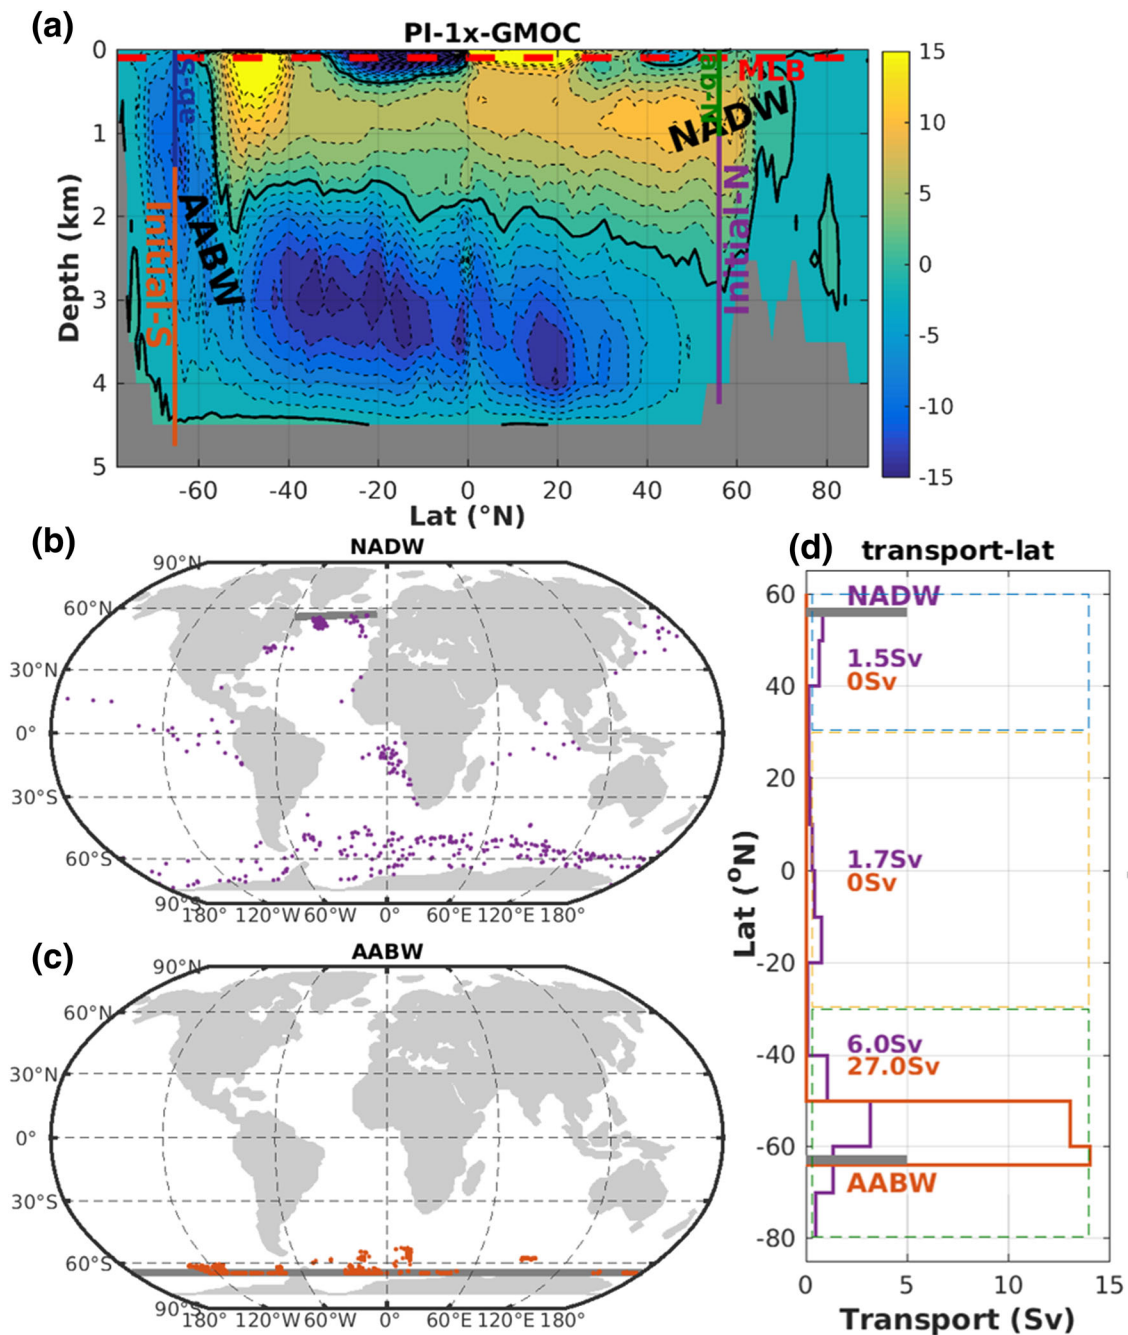 (a)
PI-1x-GMOC
0
1
2
3
4
5
Depth (km)
-60
-40
-20
0
20
40
60
80
Lat (°N)
15
10
5
0
-5
-10
-15
MLB
NADW
AABW
Initial-S
Initial-N
(b)
NADW
90°N
60°N
30°N
0°
30°S
60°S
90°S
180°
120°W
60°W
0°
60°E
120°E
180°
(c)
AABW
90°N
60°N
30°N
0°
30°S
60°S
90°S
180°
120°W
60°W
0°
60°E
120°E
180°
(d)
transport-lat
60
40
20
0
-20
-40
-60
-80
Lat (°N)
NADW
1.5Sv
0Sv
1.7Sv
0Sv
6.0Sv
27.0Sv
AABW
0
5
10
15
Transport (Sv)